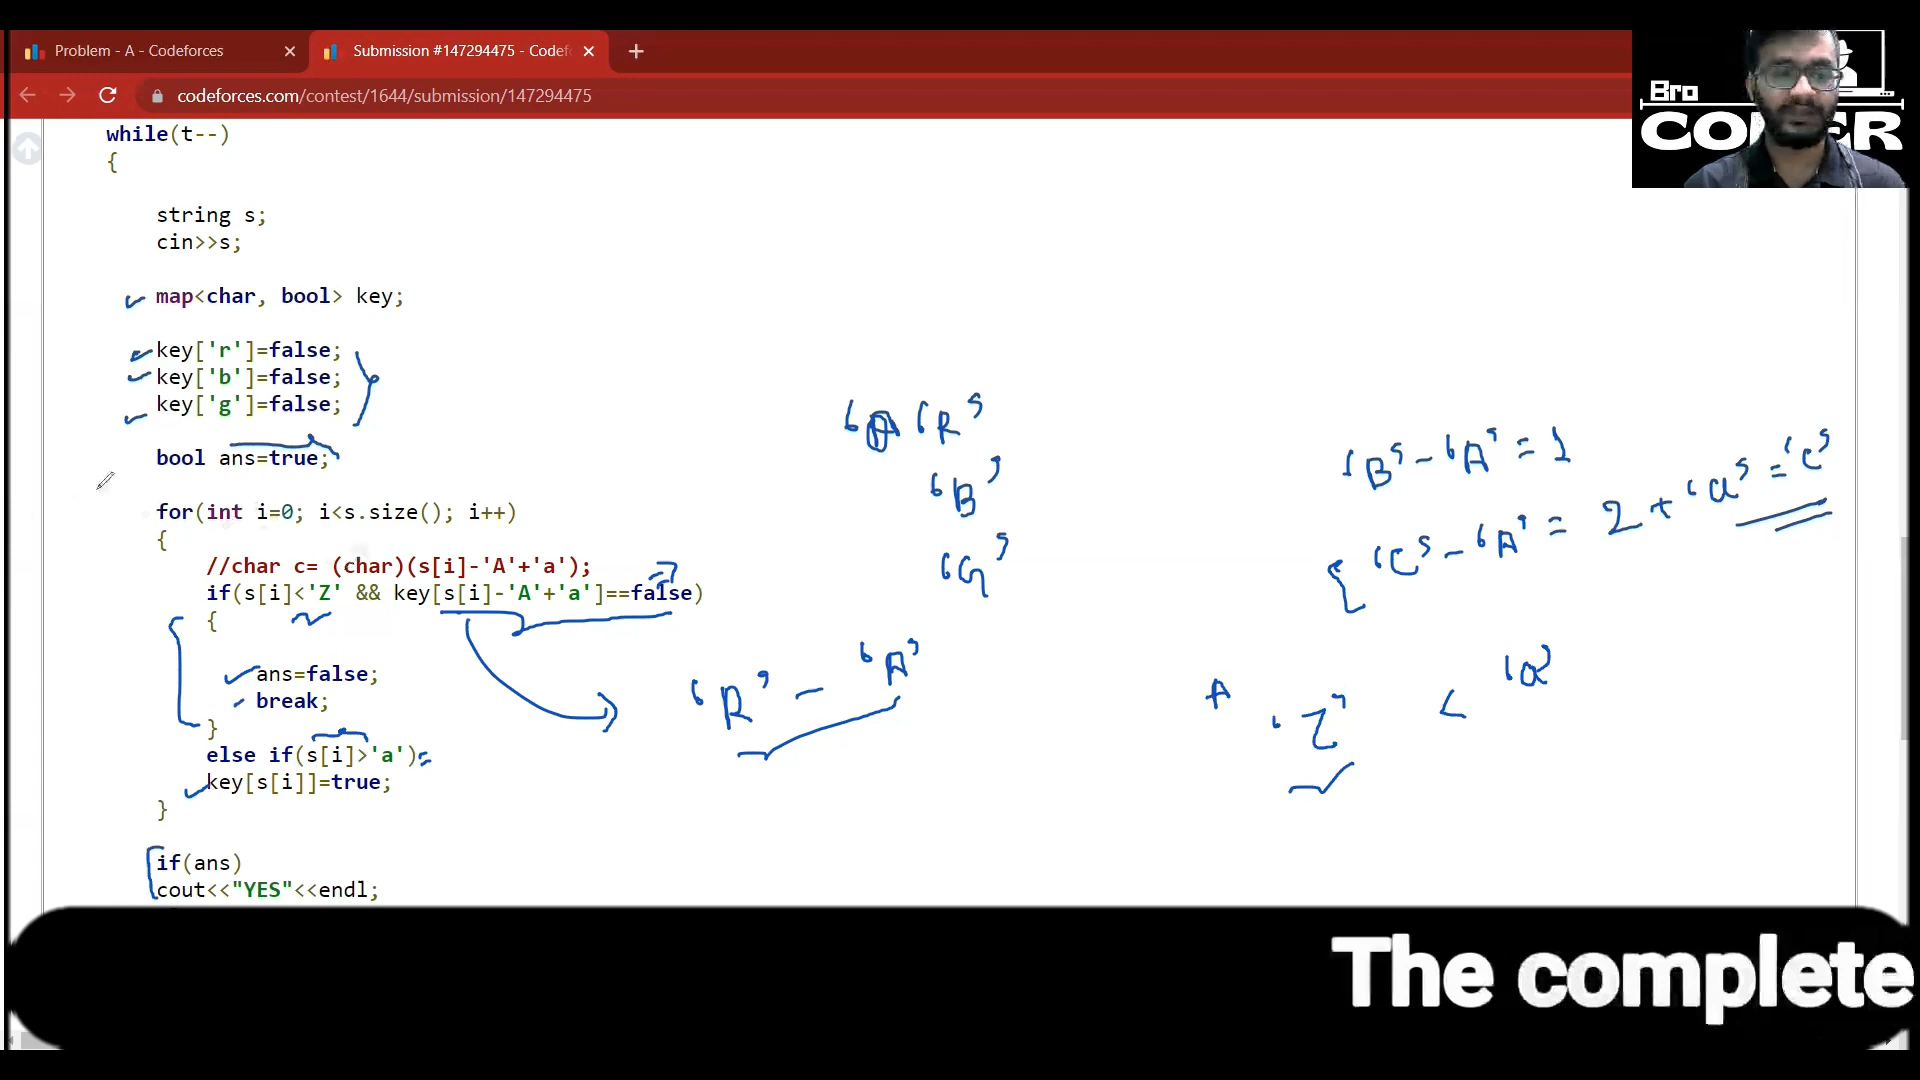 Problem - A - Codeforces
Submission #147294475 - Codef
codeforces.com/contest/1644/submission/147294475
Bro
CODER
while(t--)
{
string s;
cin>>s;
map<char, bool> key;
key['r']=false;
key['b']=false;
key['g']=false;
bool ans=true;
for(int i=0; i<s.size(); i++)
{
//char c= (char)(s[i]-'A'+'a');
if(s[i]<'Z' && key[s[i]-'A'+'a']==false)
{
ans=false;
break;
}
else if(s[i]>'a')
key[s[i]]=true;
}
if(ans)
cout<<"YES"<<endl;
'R'
'B'
'G'
'B' - 'A' = 1
'C' - 'A' = 2 + 'a' = 'c'
'R' - 'A'
A 'Z' < 'a'
The complete